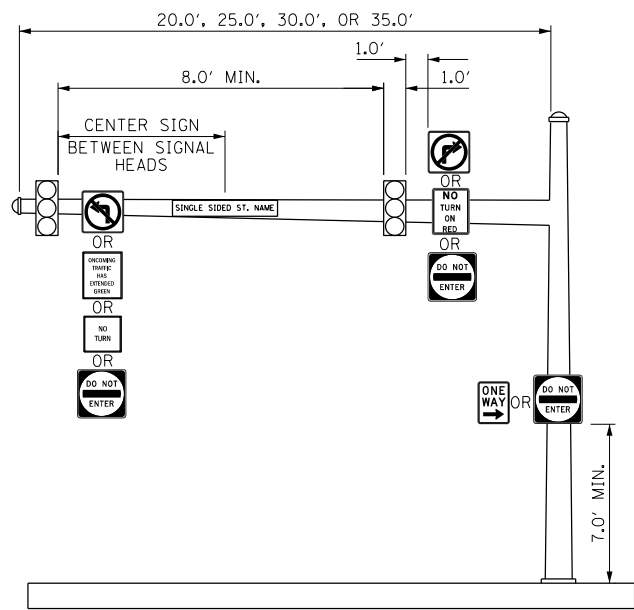 20.0', 25.0', 30.0', OR 35.0'
1.0'
8.0' MIN.
1.0'
CENTER SIGN
BETWEEN SIGNAL
HEADS
SINGLE SIDED ST. NAME
OR
ONCOMING
TRAFFIC
HAS
EXTENDED
GREEN
OR
NO
TURN
OR
DO NOT
ENTER
OR
NO
TURN
ON
RED
OR
DO NOT
ENTER
ONE
WAY
OR
DO NOT
ENTER
7.0' MIN.